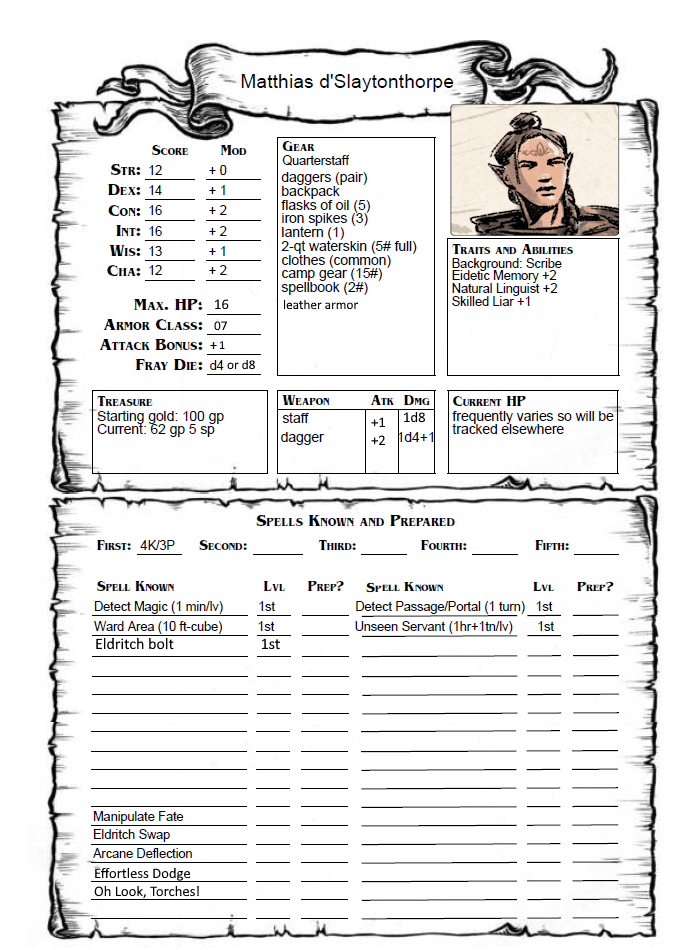 Matthias d'Slaytonthorpe
Score Mod
Str: 12 + 0
Dex: 14 + 1
Con: 16 + 2
Int: 16 + 2
Wis: 13 + 1
Cha: 12 + 2
Max. HP: 16
Armor Class: 07
Attack Bonus: +1
Fray Die: d4 or d8
Gear
Quarterstaff
daggers (pair)
backpack
flasks of oil (5)
iron spikes (3)
lantern (1)
2-qt waterskin (5# full)
clothes (common)
camp gear (15#)
spellbook (2#)
leather armor
Traits and Abilities
Background: Scribe
Eidetic Memory +2
Natural Linguist +2
Skilled Liar +1
Treasure
Starting gold: 100 gp
Current: 62 gp 5 sp
Weapon Atk Dmg
staff +1 1d8
dagger +2 1d4+1
Current HP
frequently varies so will be
tracked elsewhere
Spells Known and Prepared
First: 4K/3P Second: Third: Fourth: Fifth:
Spell Known Lvl Prep? Spell Known Lvl Prep?
Detect Magic (1 min/lv) 1st Detect Passage/Portal (1 turn) 1st
Ward Area (10 ft-cube) 1st Unseen Servant (1hr+1tn/lv) 1st
Eldritch bolt 1st
Manipulate Fate
Eldritch Swap
Arcane Deflection
Effortless Dodge
Oh Look, Torches!